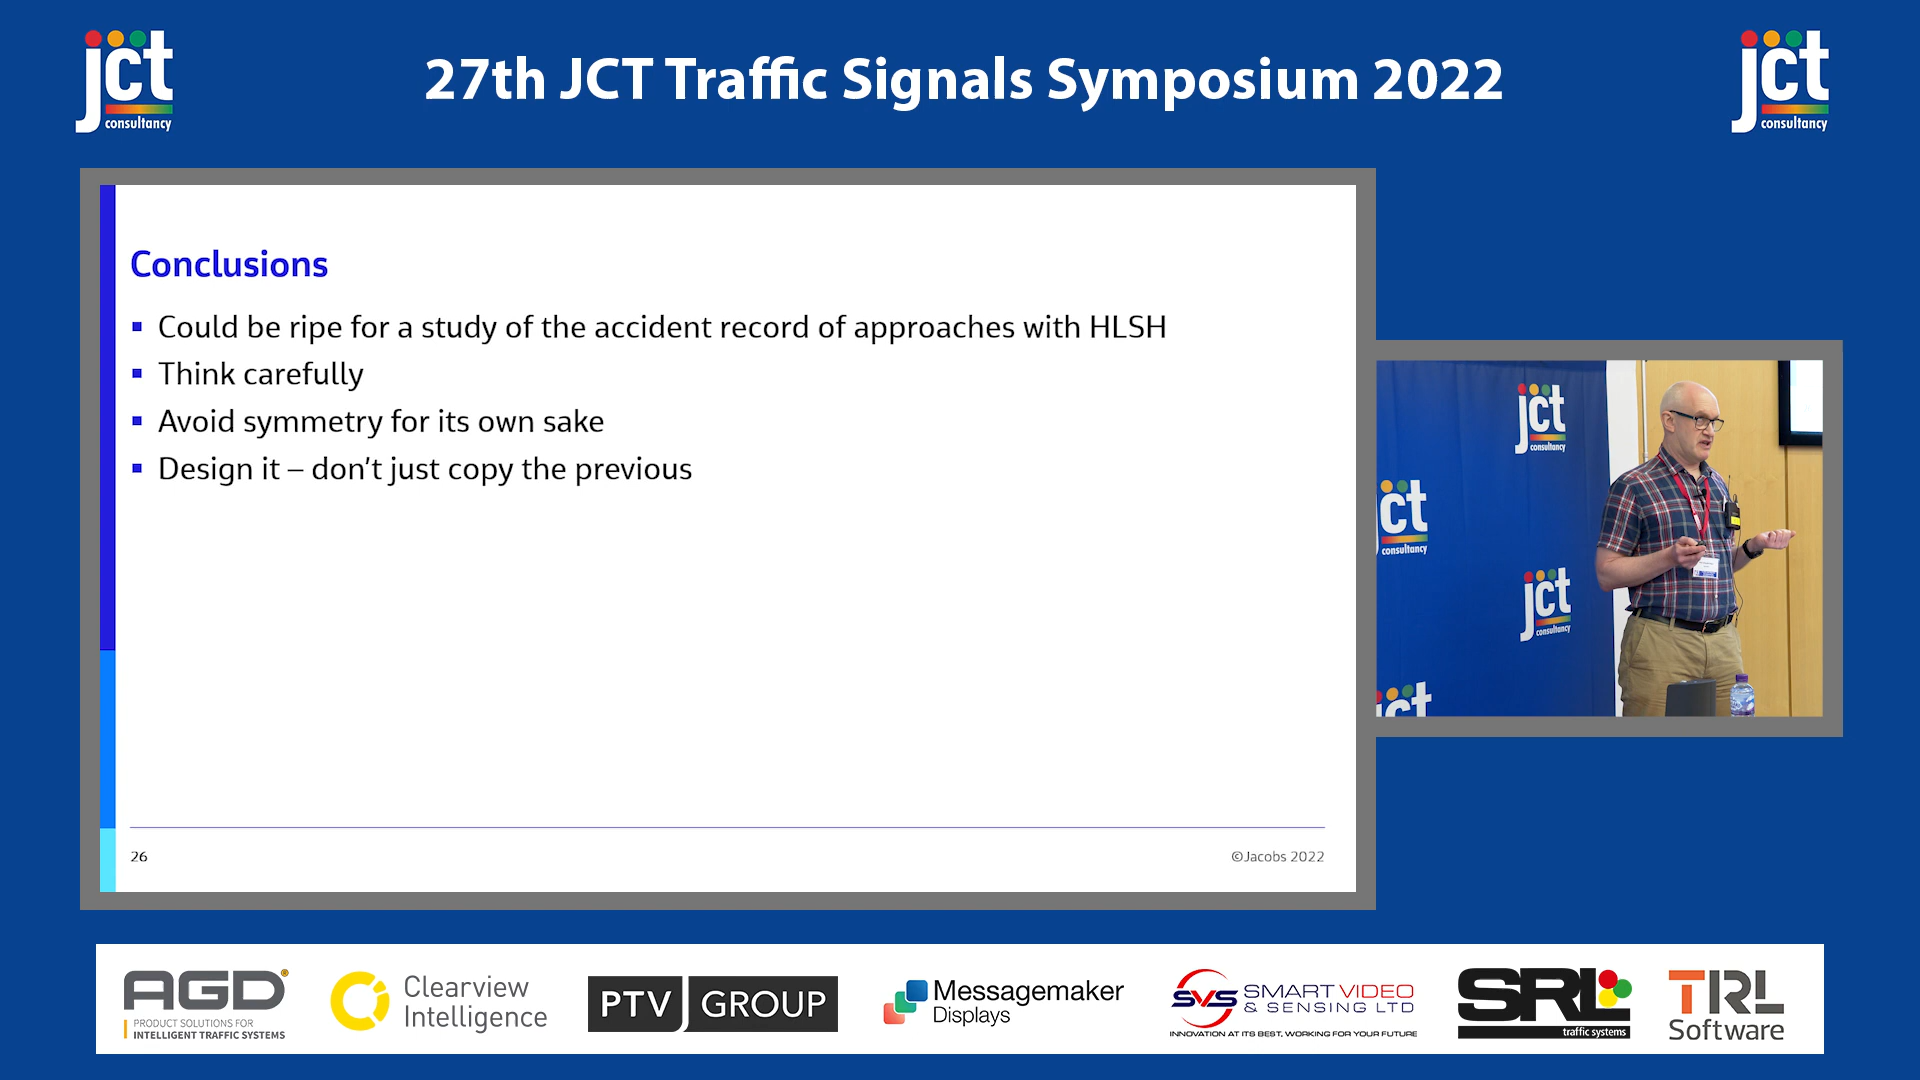 jct
consultancy
27th JCT Traffic Signals Symposium 2022
jct
consultancy
Conclusions
Could be ripe for a study of the accident record of approaches with HLSH
Think carefully
Avoid symmetry for its own sake
Design it – don't just copy the previous
26
©Jacobs 2022
jct
consultancy
ct
consultancy
jct
consultancy
jct
AGD
PRODUCT SOLUTIONS FOR
INTELLIGENT TRAFFIC SYSTEMS
Clearview
Intelligence
PTV GROUP
Messagemaker
Displays
SVS SMART VIDEO
& SENSING LTD
INNOVATION AT ITS BEST, WORKING FOR YOUR FUTURE
SRL
traffic systems
TRL
Software